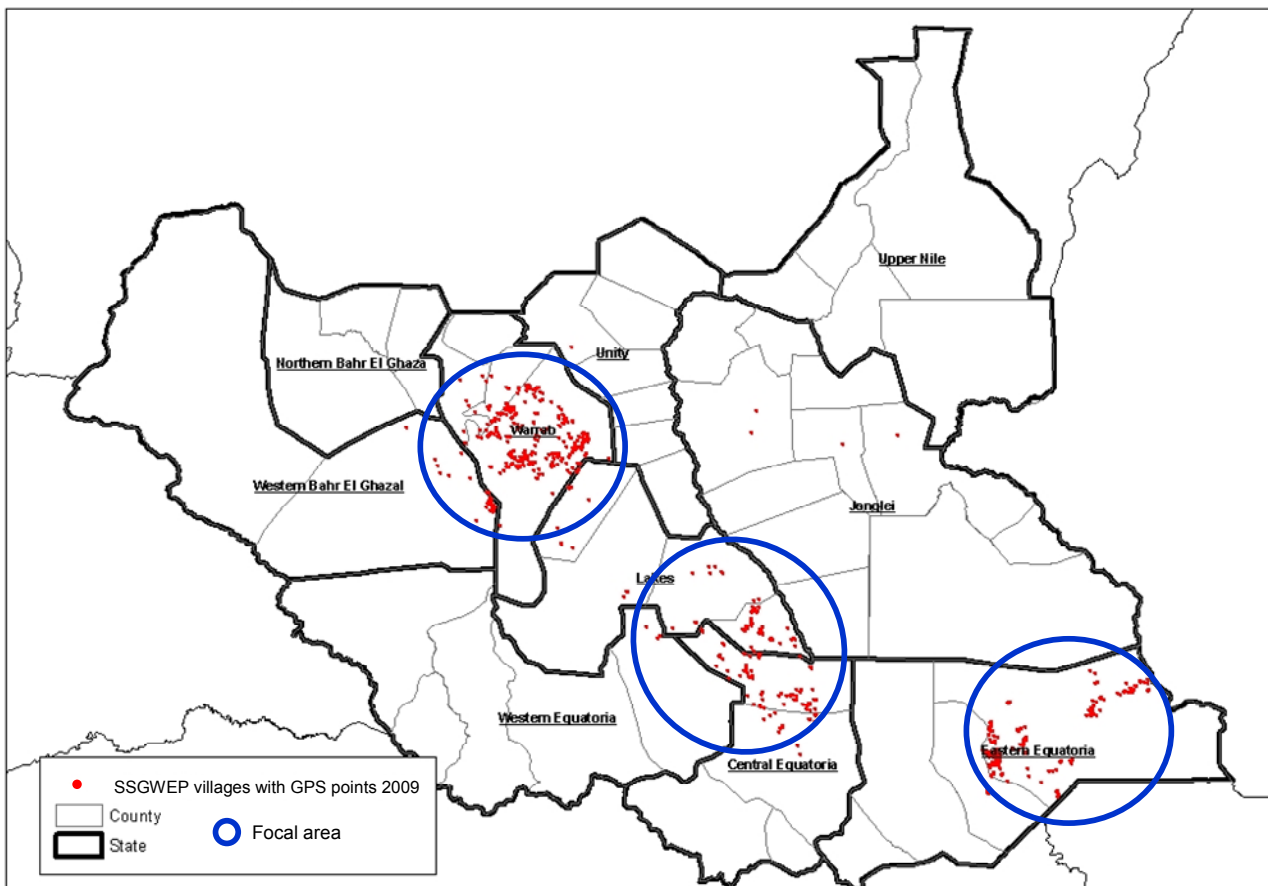 Upper Nile
Northern Bahr El Ghaza
Unity
Warrab
Western Bahr El Ghazal
Jonglei
Lakes
Western Equatoria
Eastern Equatoria
Central Equatoria
SSGWEP villages with GPS points 2009
County
Focal area
State